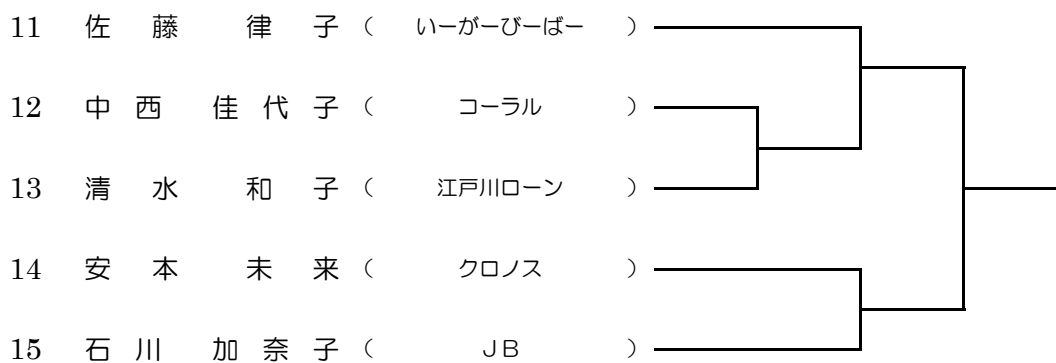 11 佐藤 律子 ( いーがーびーばー )
12 中西 佳代子 ( コーラル )
13 清水 和子 ( 江戸川ローン )
14 安本 未来 ( クロノス )
15 石川 加奈子 ( JB )